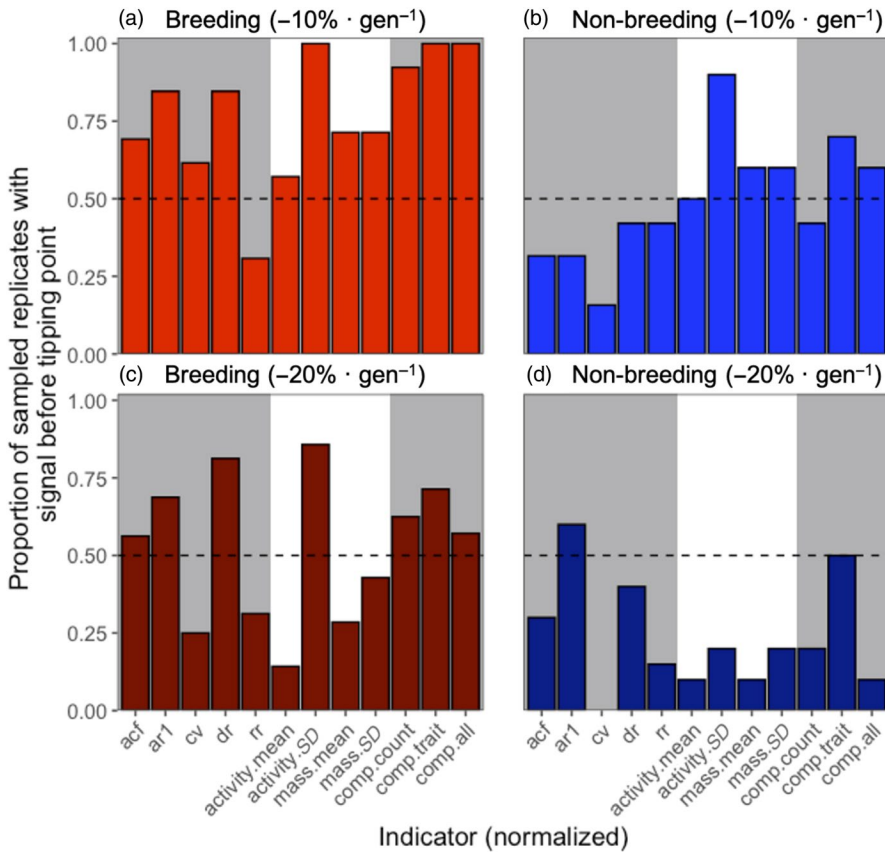 (a) Breeding (−10% · gen⁻¹)
(b) Non-breeding (−10% · gen⁻¹)
1.00
0.75
0.50
0.25
0.00
(c) Breeding (−20% · gen⁻¹)
(d) Non-breeding (−20% · gen⁻¹)
1.00
0.75
0.50
0.25
0.00
Proportion of sampled replicates with
signal before tipping point
acf
ar1
cv
dr
rr
activity.mean
activity.SD
mass.mean
mass.SD
comp.count
comp.trait
comp.all
acf
ar1
cv
dr
rr
activity.mean
activity.SD
mass.mean
mass.SD
comp.count
comp.trait
comp.all
Indicator (normalized)